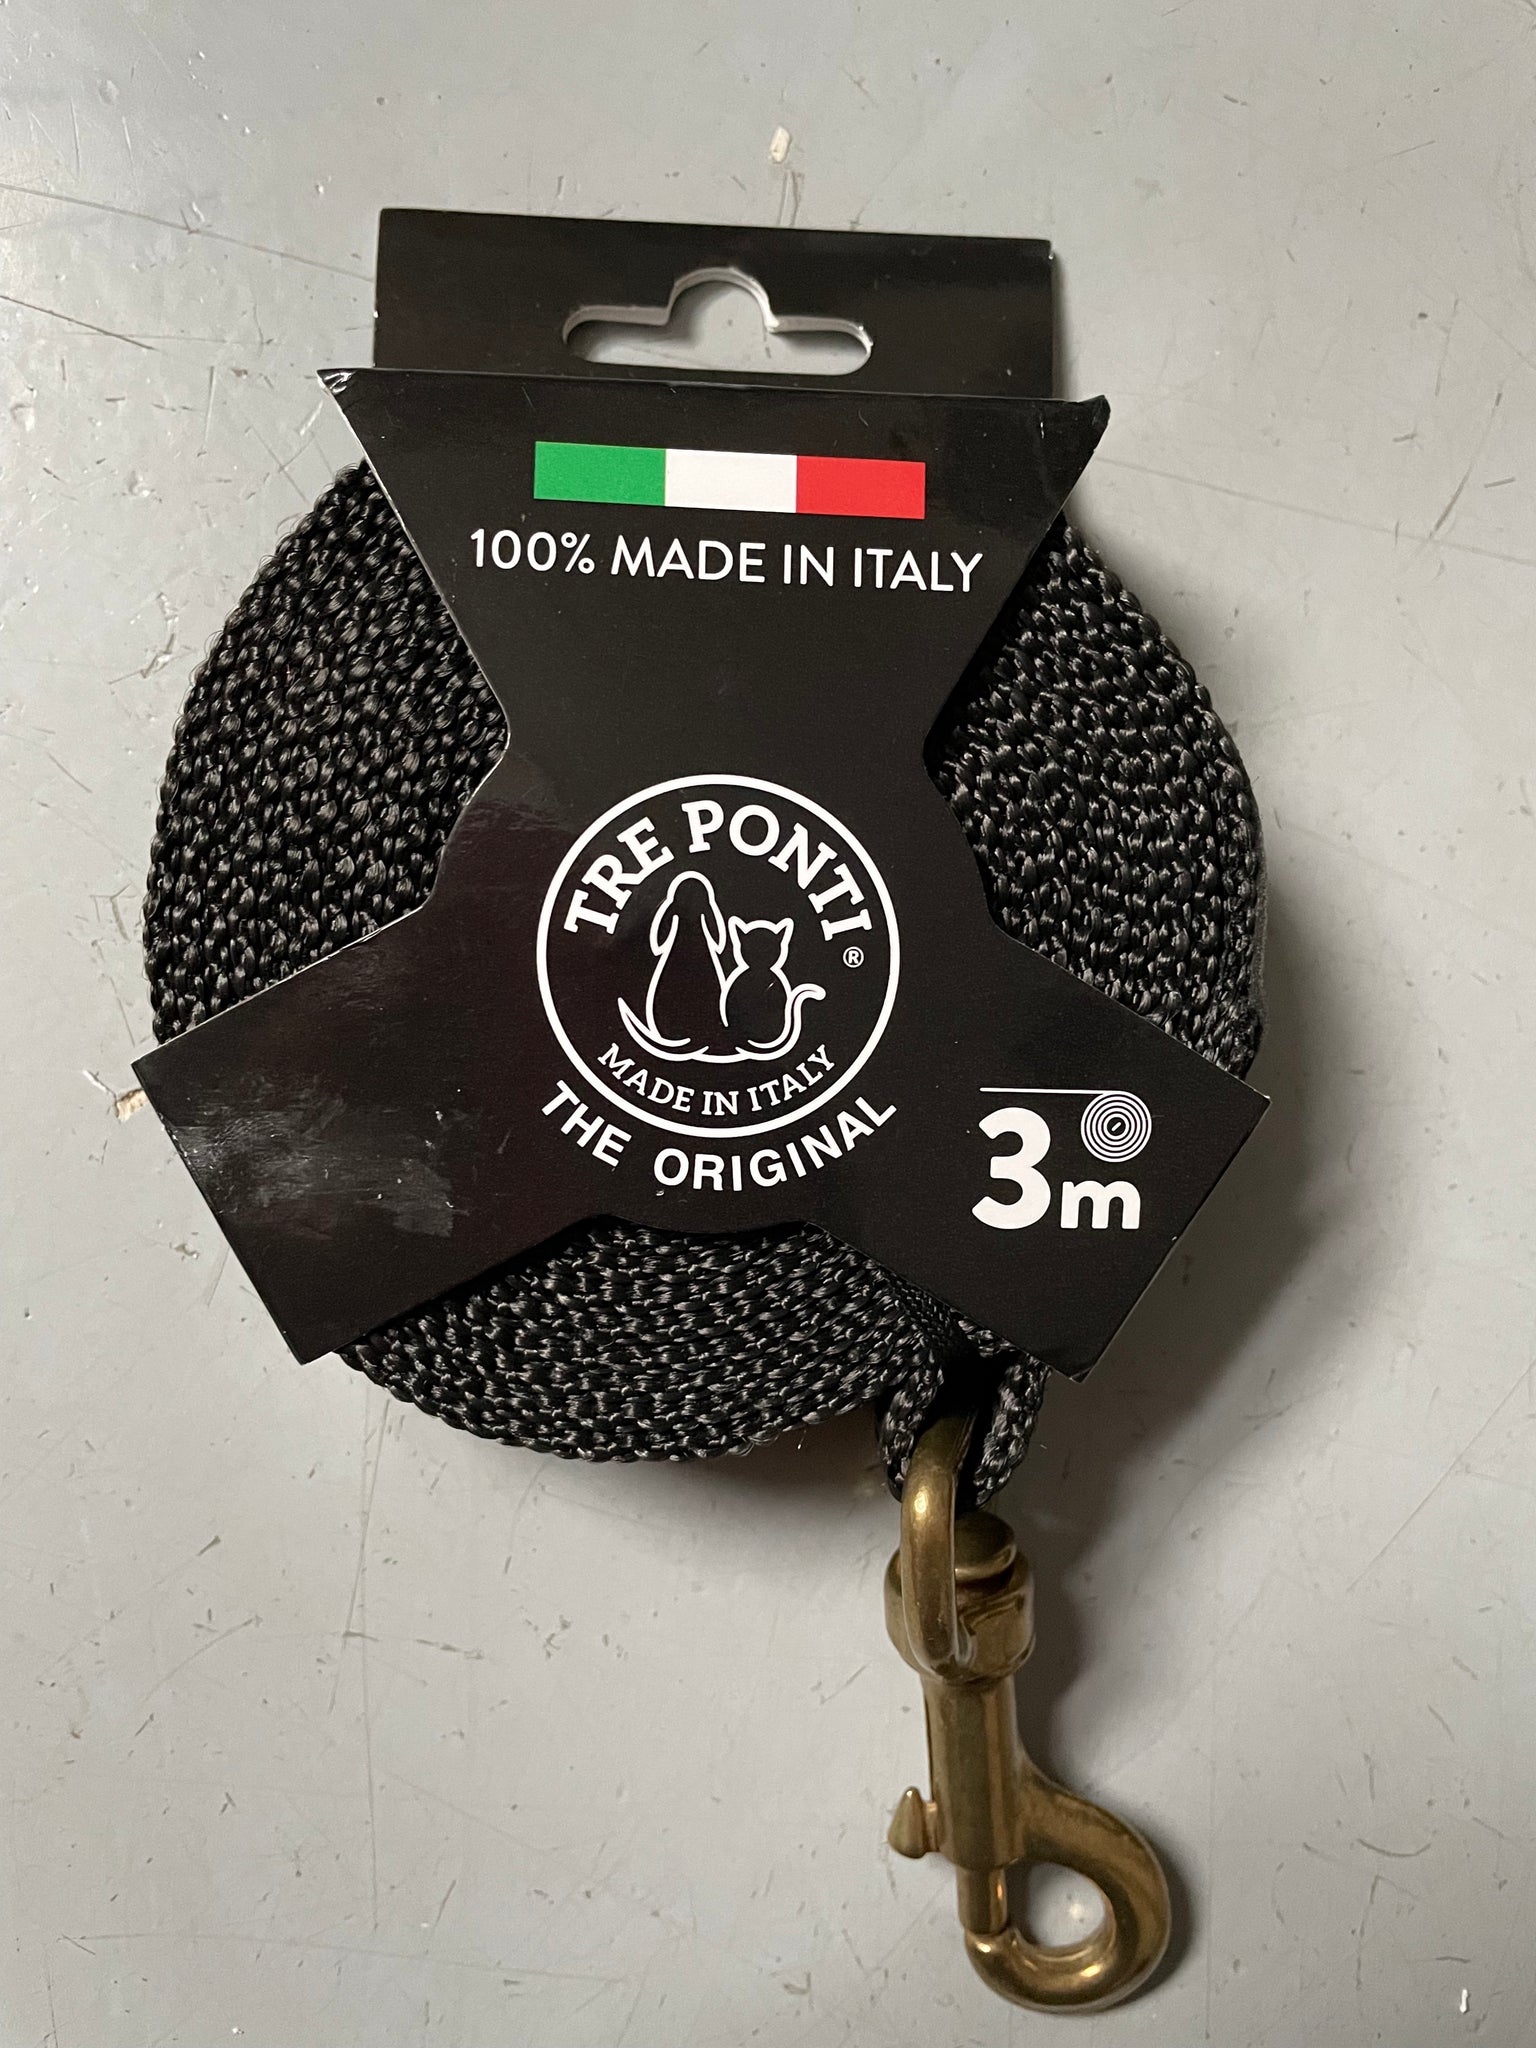 100% MADE IN ITALY
TRE PONTI
®
MADE IN ITALY
THE ORIGINAL
3m